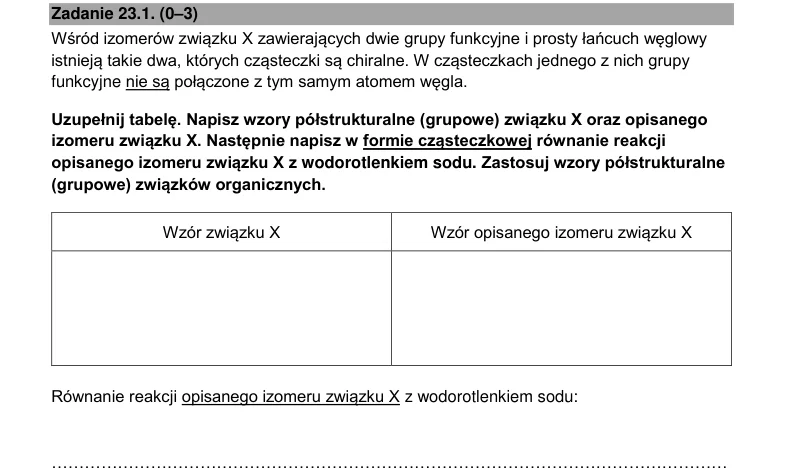 Zadanie 23.1. (0–3)
Wśród izomerów związku X zawierających dwie grupy funkcyjne i prosty łańcuch węglowy
istnieją takie dwa, których cząsteczki są chiralne. W cząsteczkach jednego z nich grupy
funkcyjne nie są połączone z tym samym atomem węgla.
Uzupełnij tabelę. Napisz wzory półstrukturalne (grupowe) związku X oraz opisanego
izomeru związku X. Następnie napisz w formie cząsteczkowej równanie reakcji
opisanego izomeru związku X z wodorotlenkiem sodu. Zastosuj wzory półstrukturalne
(grupowe) związków organicznych.
Wzór związku X
Wzór opisanego izomeru związku X
Równanie reakcji opisanego izomeru związku X z wodorotlenkiem sodu: